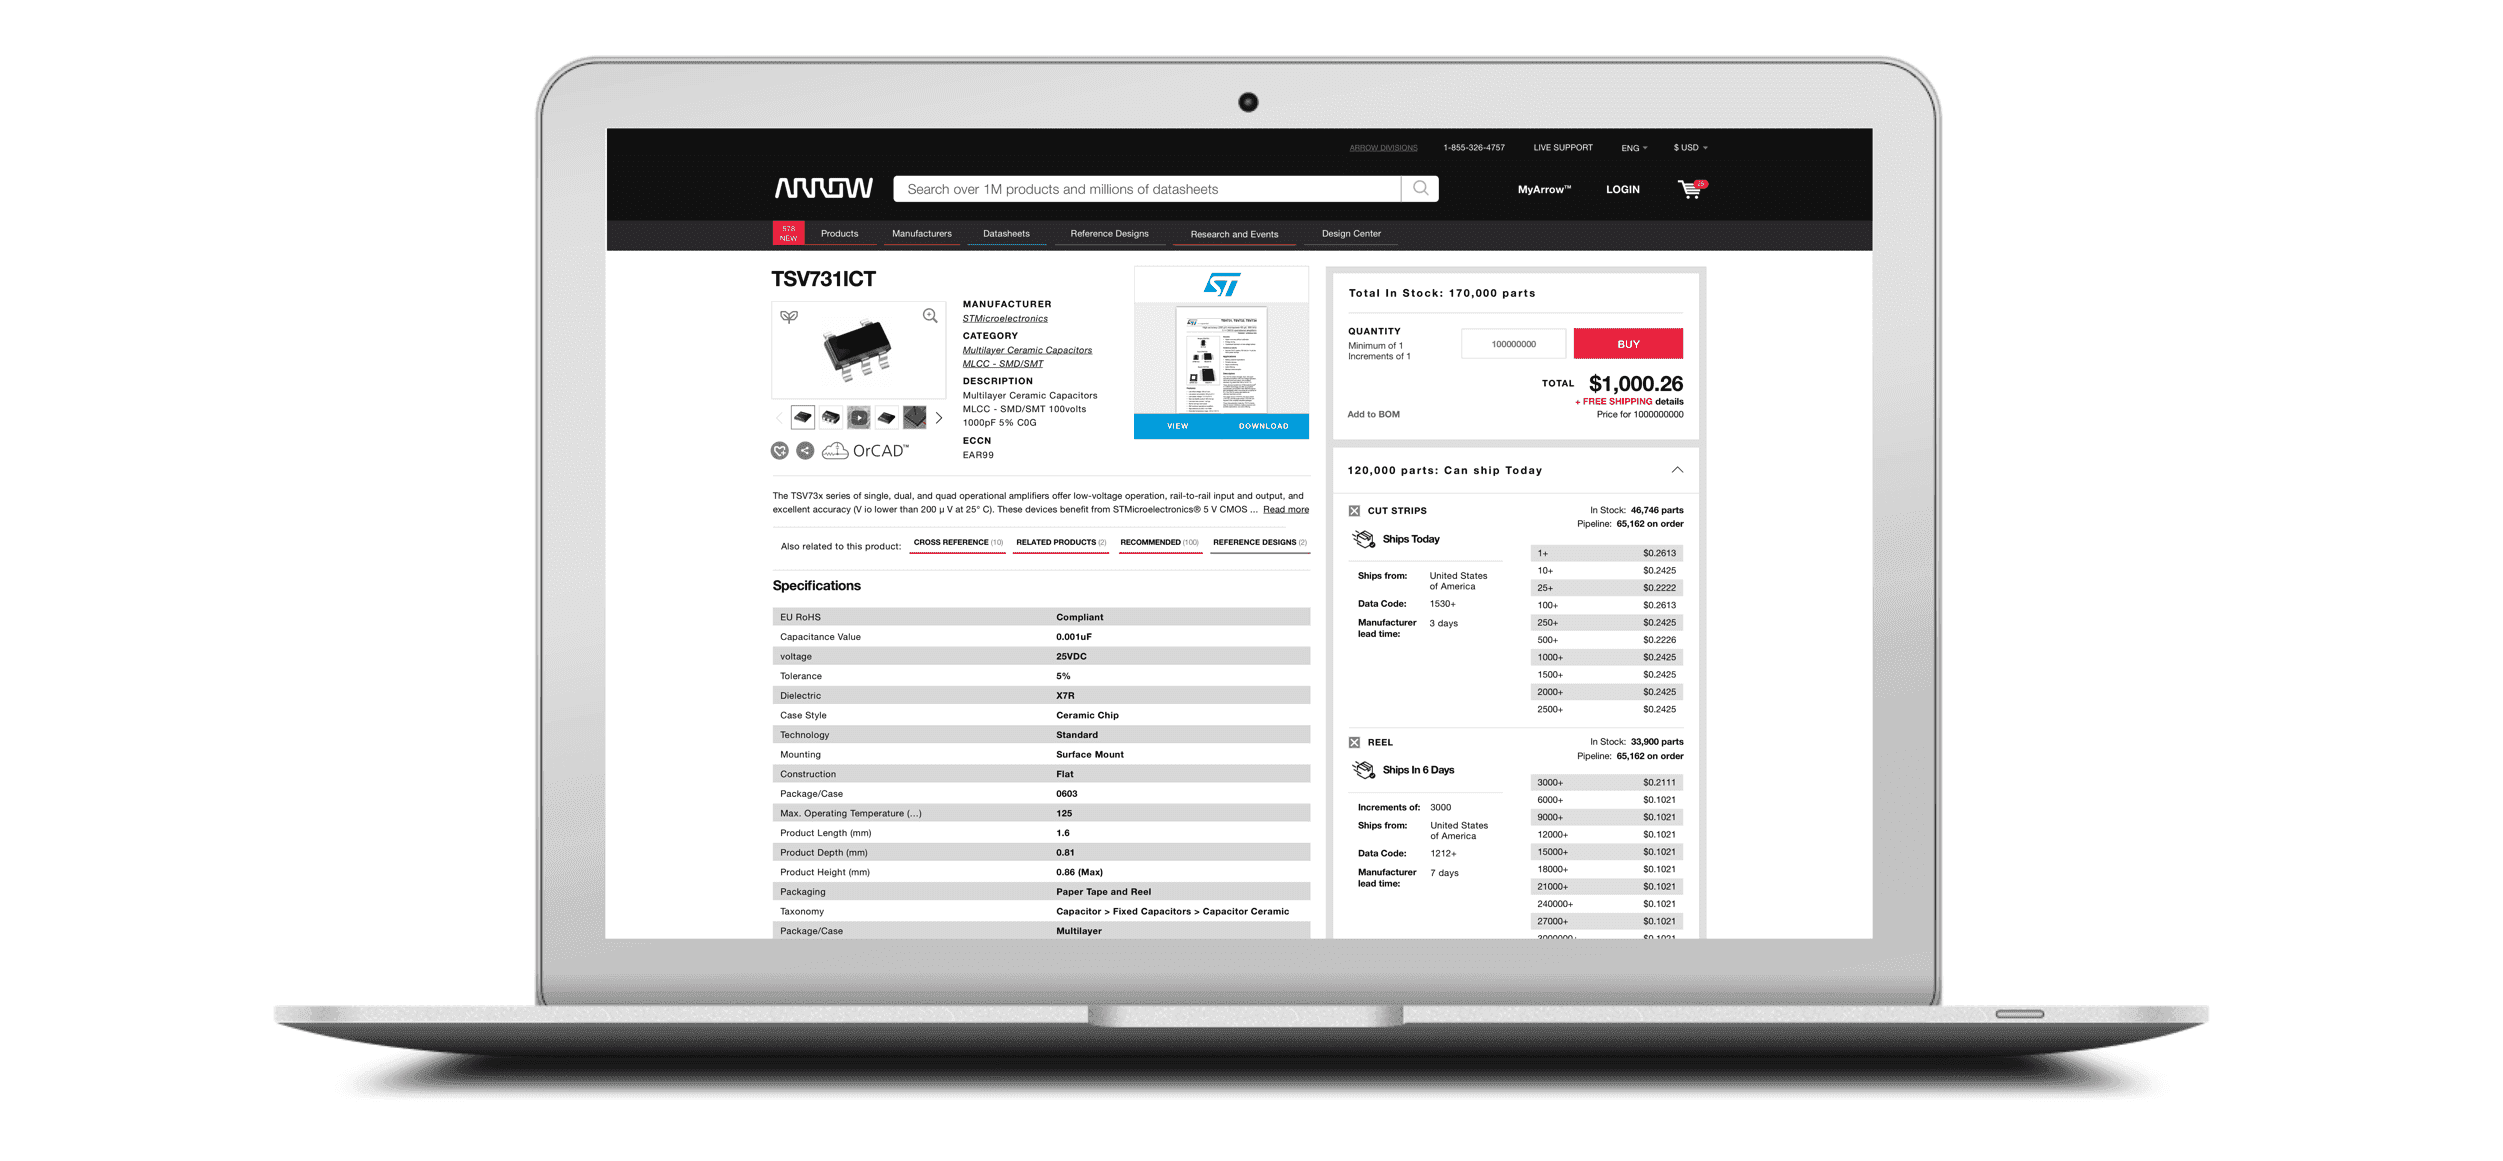 ARROW DIVISIONS
1-855-326-4757
LIVE SUPPORT
ENG
$ USD
ARROW
Search over 1M products and millions of datasheets
MyArrow™
LOGIN
25
578 NEW
Products
Manufacturers
Datasheets
Reference Designs
Research and Events
Design Center
TSV731ICT
MANUFACTURER
STMicroelectronics
CATEGORY
Multilayer Ceramic Capacitors
MLCC - SMD/SMT
DESCRIPTION
Multilayer Ceramic Capacitors
MLCC - SMD/SMT 100volts
1000pF 5% C0G
ECCN
EAR99
OrCAD™
ST
VIEW
DOWNLOAD
The TSV73x series of single, dual, and quad operational amplifiers offer low-voltage operation, rail-to-rail input and output, and
excellent accuracy (V io lower than 200 µ V at 25° C). These devices benefit from STMicroelectronics® 5 V CMOS ... Read more
Also related to this product:
CROSS REFERENCE (10)
RELATED PRODUCTS (2)
RECOMMENDED (100)
REFERENCE DESIGNS (2)
Specifications
EU RoHS Compliant
Capacitance Value 0.001uF
voltage 25VDC
Tolerance 5%
Dielectric X7R
Case Style Ceramic Chip
Technology Standard
Mounting Surface Mount
Construction Flat
Package/Case 0603
Max. Operating Temperature (...) 125
Product Length (mm) 1.6
Product Depth (mm) 0.81
Product Height (mm) 0.86 (Max)
Packaging Paper Tape and Reel
Taxonomy Capacitor > Fixed Capacitors > Capacitor Ceramic
Package/Case Multilayer
Total In Stock: 170,000 parts
QUANTITY
Minimum of 1
Increments of 1
100000000
BUY
TOTAL $1,000.26
+ FREE SHIPPING details
Add to BOM
Price for 1000000000
120,000 parts: Can ship Today
CUT STRIPS
In Stock: 46,746 parts
Pipeline: 65,162 on order
Ships Today
Ships from: United States
of America
Data Code: 1530+
Manufacturer
lead time: 3 days
1+ $0.2613
10+ $0.2425
25+ $0.2222
100+ $0.2613
250+ $0.2425
500+ $0.2226
1000+ $0.2425
1500+ $0.2425
2000+ $0.2425
2500+ $0.2425
REEL
In Stock: 33,900 parts
Pipeline: 65,162 on order
Ships In 6 Days
Increments of: 3000
Ships from: United States
of America
Data Code: 1212+
Manufacturer
lead time: 7 days
3000+ $0.2111
6000+ $0.1021
9000+ $0.1021
12000+ $0.1021
15000+ $0.1021
18000+ $0.1021
21000+ $0.1021
240000+ $0.1021
27000+ $0.1021